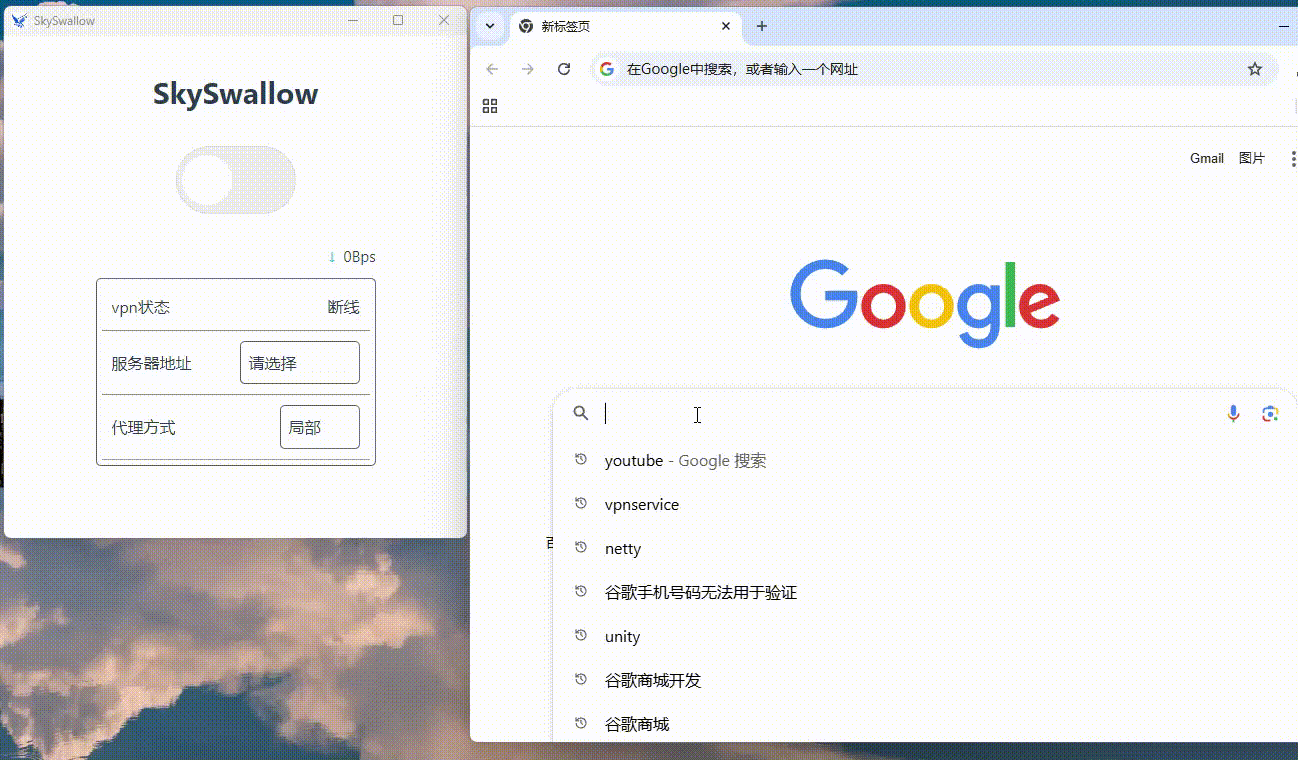 SkySwallow
SkySwallow
↓ 0Bps
vpn状态 断线
服务器地址 请选择
代理方式 局部
新标签页
在Google中搜索，或者输入一个网址
Gmail 图片
Google
youtube - Google 搜索
vpnservice
netty
谷歌手机号码无法用于验证
unity
谷歌商城开发
谷歌商城